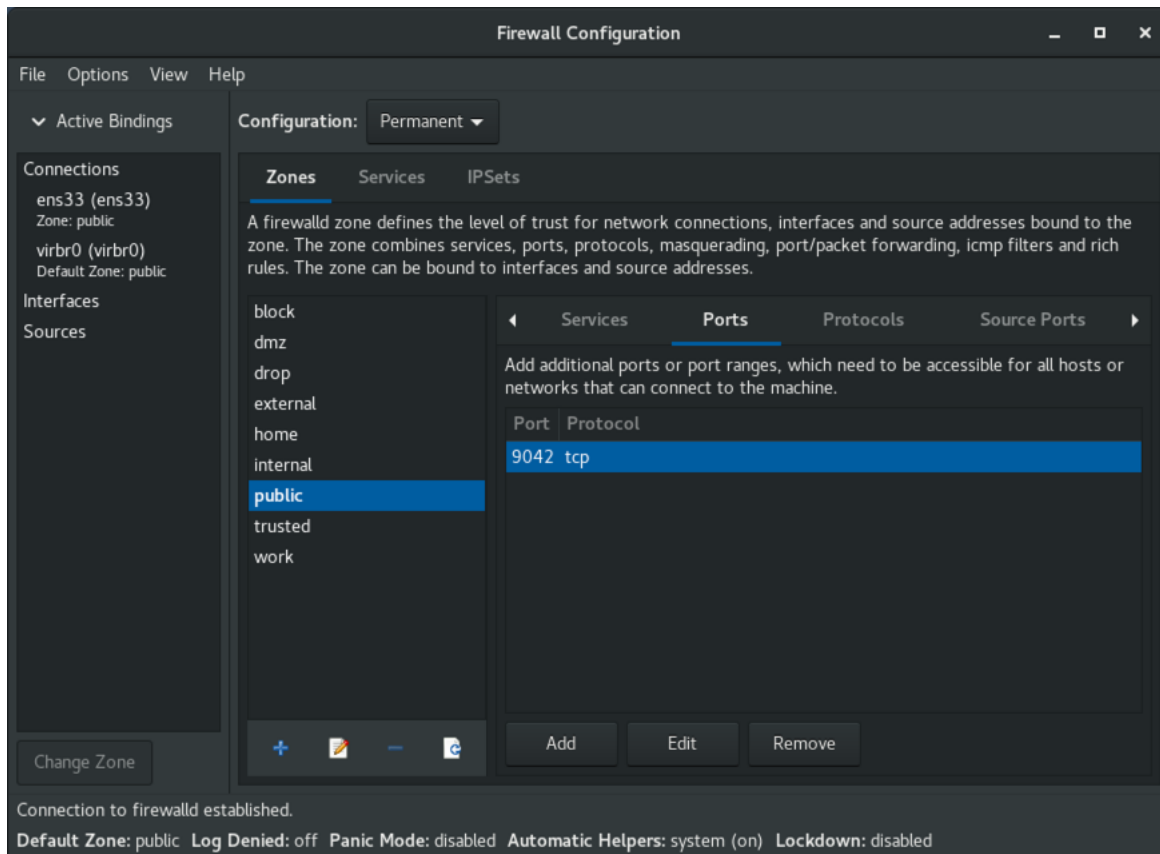 Firewall Configuration
File Options View Help
Active Bindings
Configuration: Permanent
Connections
ens33 (ens33)
Zone: public
virbr0 (virbr0)
Default Zone: public
Interfaces
Sources
Change Zone
Zones Services IPSets
A firewalld zone defines the level of trust for network connections, interfaces and source addresses bound to the
zone. The zone combines services, ports, protocols, masquerading, port/packet forwarding, icmp filters and rich
rules. The zone can be bound to interfaces and source addresses.
block
dmz
drop
external
home
internal
public
trusted
work
Services Ports Protocols Source Ports
Add additional ports or port ranges, which need to be accessible for all hosts or
networks that can connect to the machine.
Port Protocol
9042 tcp
Add Edit Remove
Connection to firewalld established.
Default Zone: public Log Denied: off Panic Mode: disabled Automatic Helpers: system (on) Lockdown: disabled